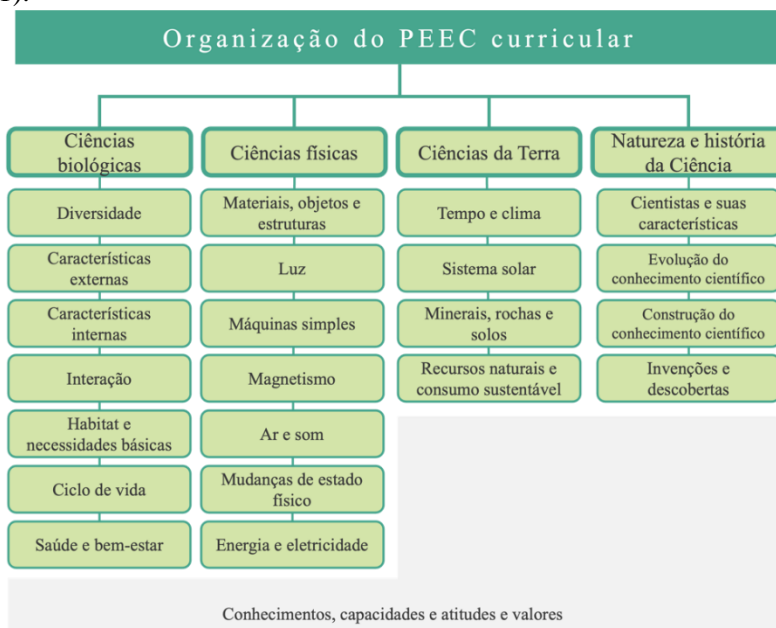 Organização do PEEC curricular
Ciências
biológicas
Diversidade
Características
externas
Características
internas
Interação
Habitat e
necessidades básicas
Ciclo de vida
Saúde e bem-estar
Ciências físicas
Materiais, objetos e
estruturas
Luz
Máquinas simples
Magnetismo
Ar e som
Mudanças de estado
físico
Energia e eletricidade
Ciências da Terra
Tempo e clima
Sistema solar
Minerais, rochas e
solos
Recursos naturais e
consumo sustentável
Natureza e história
da Ciência
Cientistas e suas
características
Evolução do
conhecimento científico
Construção do
conhecimento científico
Invenções e
descobertas
Conhecimentos, capacidades e atitudes e valores